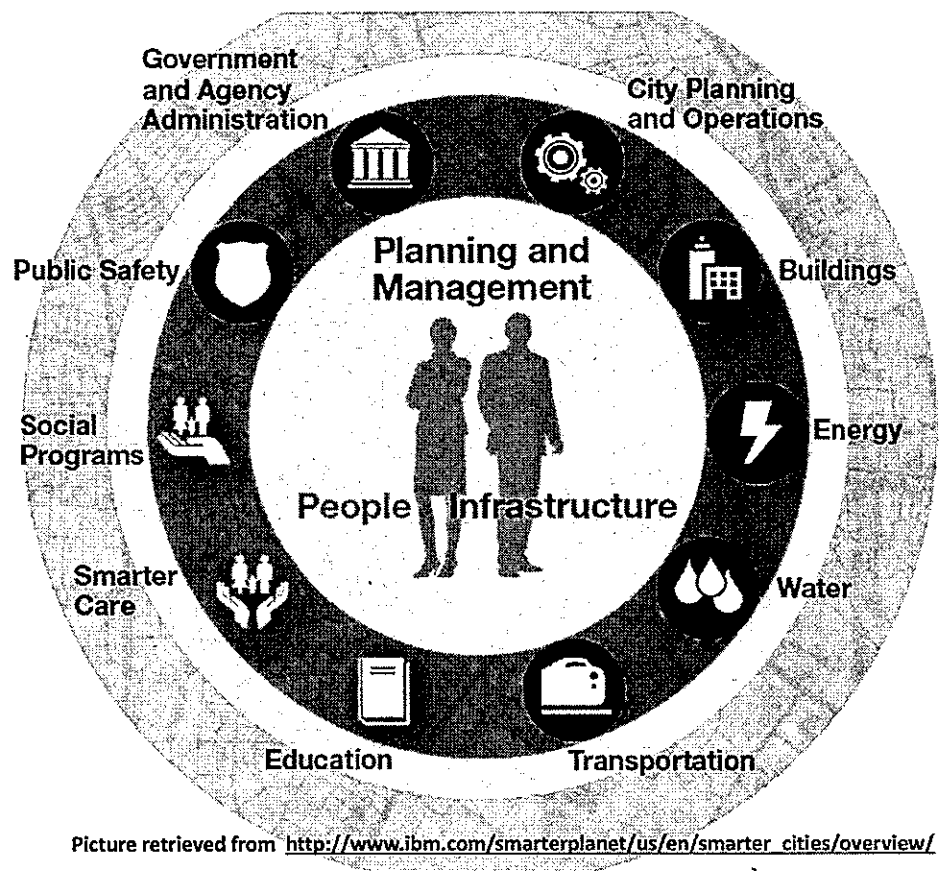 Government
and Agency
Administration
City Planning
and Operations
Planning and
Management
Public Safety
Buildings
Social
Programs
Energy
People Infrastructure
Smarter
Care
Water
Education
Transportation
Picture retrieved from http://www.ibm.com/smarterplanet/us/en/smarter_cities/overview/